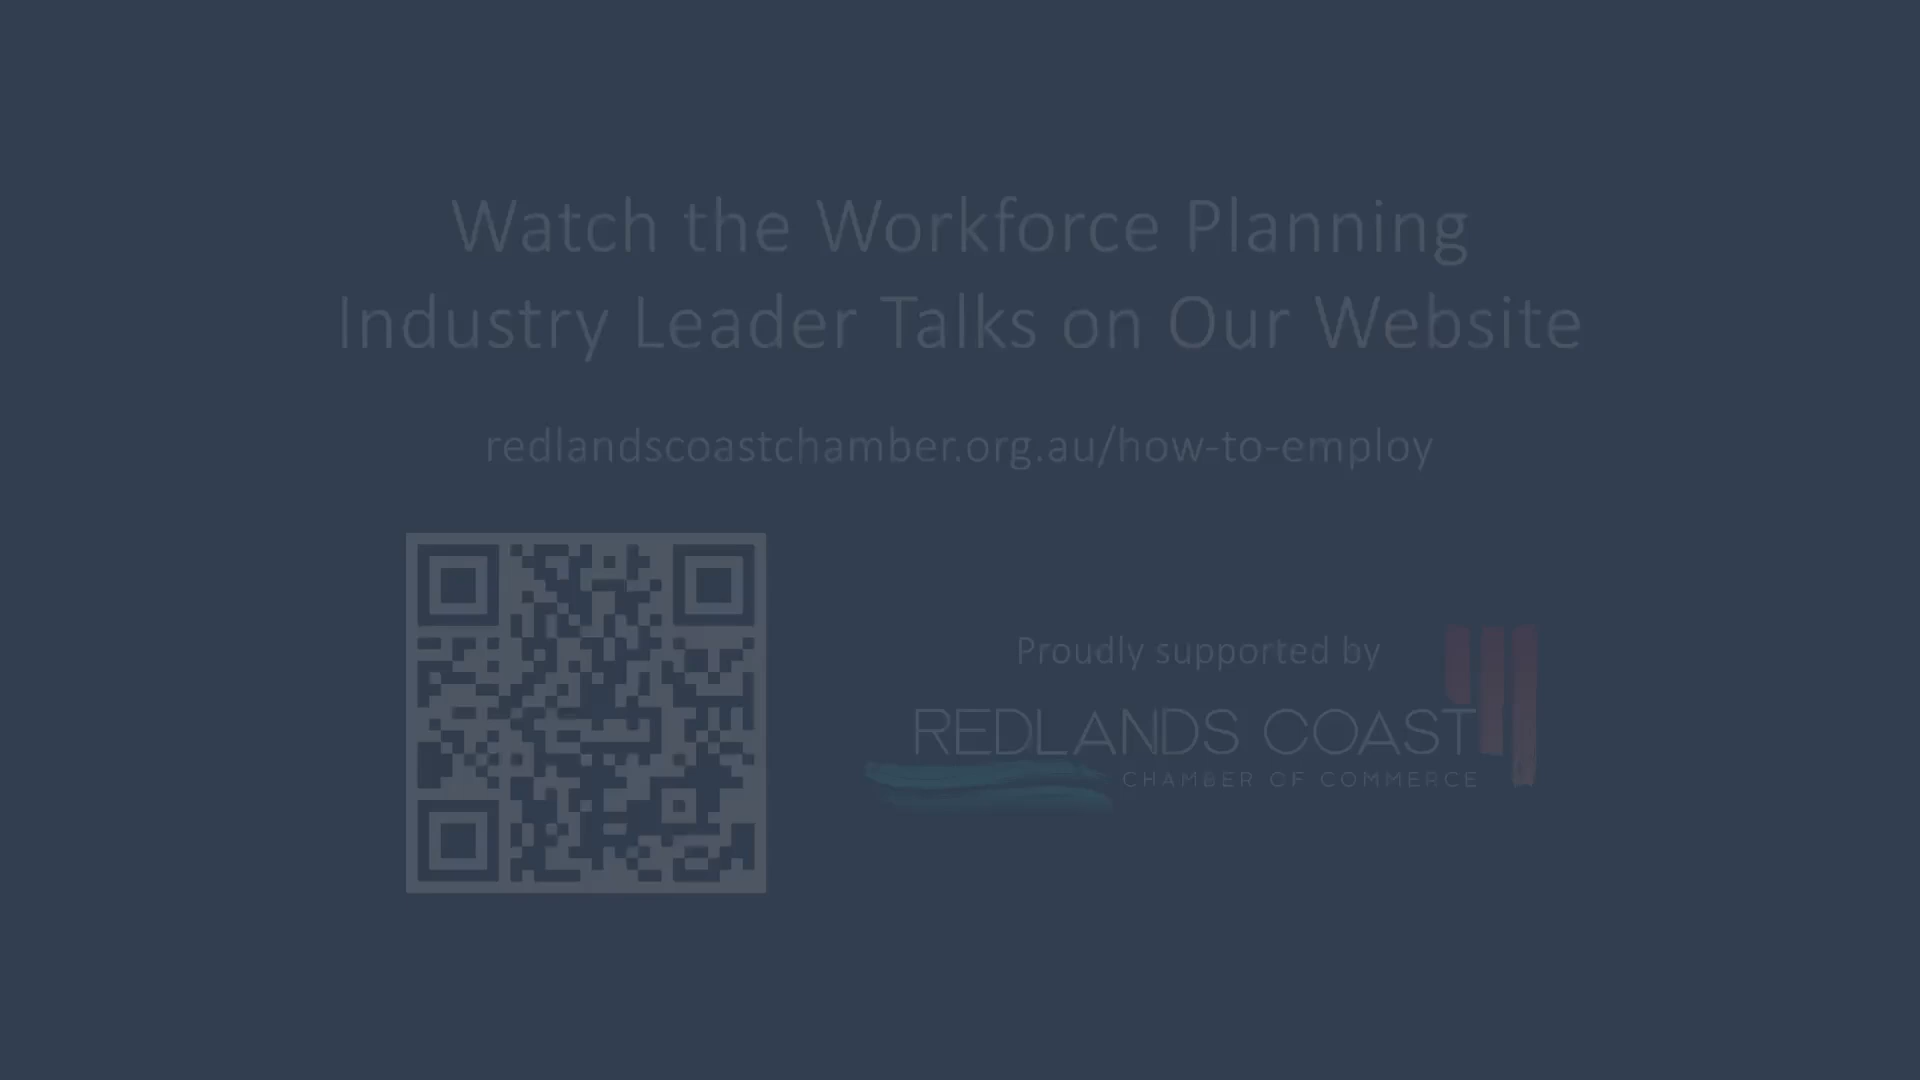 Watch the Workforce Planning
Industry Leader Talks on Our Website
redlandscoastchamber.org.au/how-to-employ
Proudly supported by
REDLANDS COAST
CHAMBER OF COMMERCE